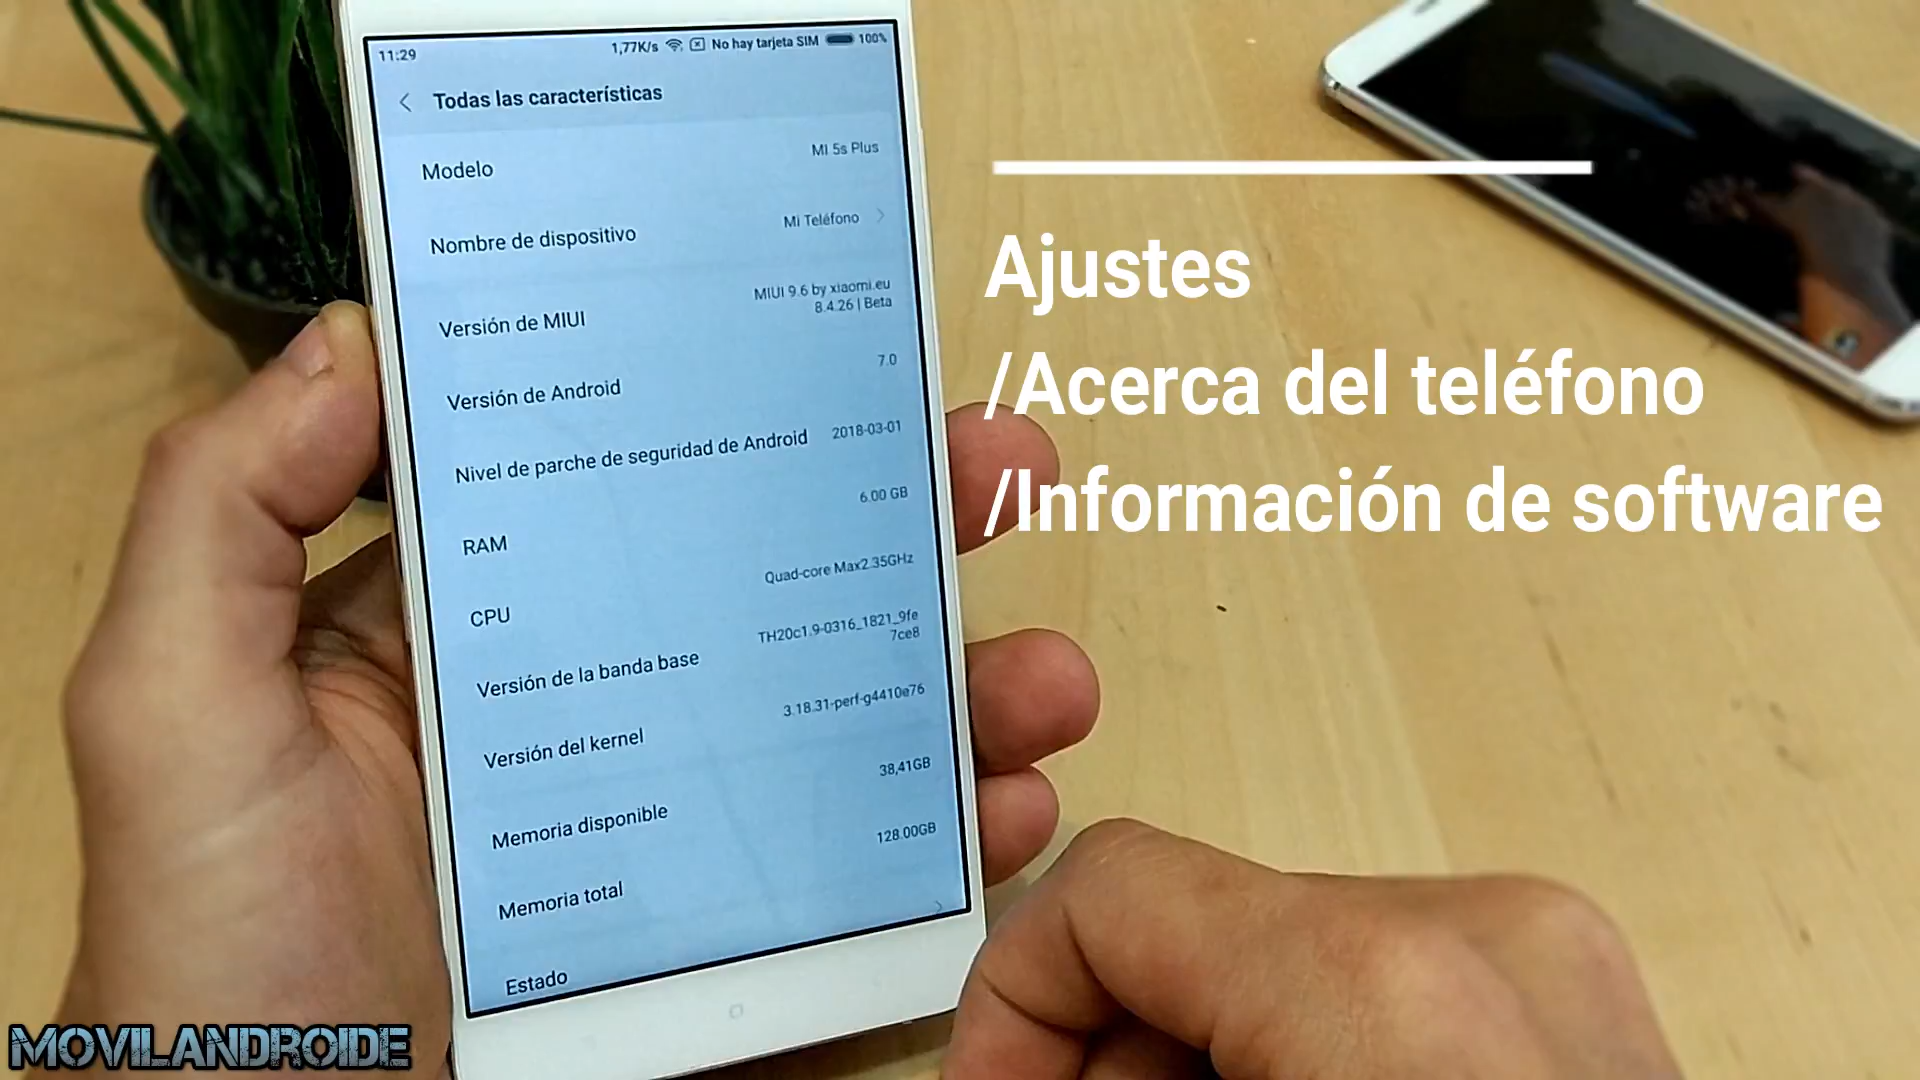 11:29
1,77K/s No hay tarjeta SIM 100%
Todas las características
Modelo MI 5s Plus
Nombre de dispositivo Mi Teléfono
Versión de MIUI MIUI 9.6 by xiaomi.eu
8.4.26 | Beta
Versión de Android 7.0
Nivel de parche de seguridad de Android 2018-03-01
RAM 6.00 GB
CPU Quad-core Max2.35GHz
Versión de la banda base TH20c1.9-0316_1821_9fe
7ce8
Versión del kernel 3.18.31-perf-g4410e76
Memoria disponible 38,41GB
Memoria total 128.00GB
Estado
Ajustes
/Acerca del teléfono
/Información de software
MOVILANDROIDE